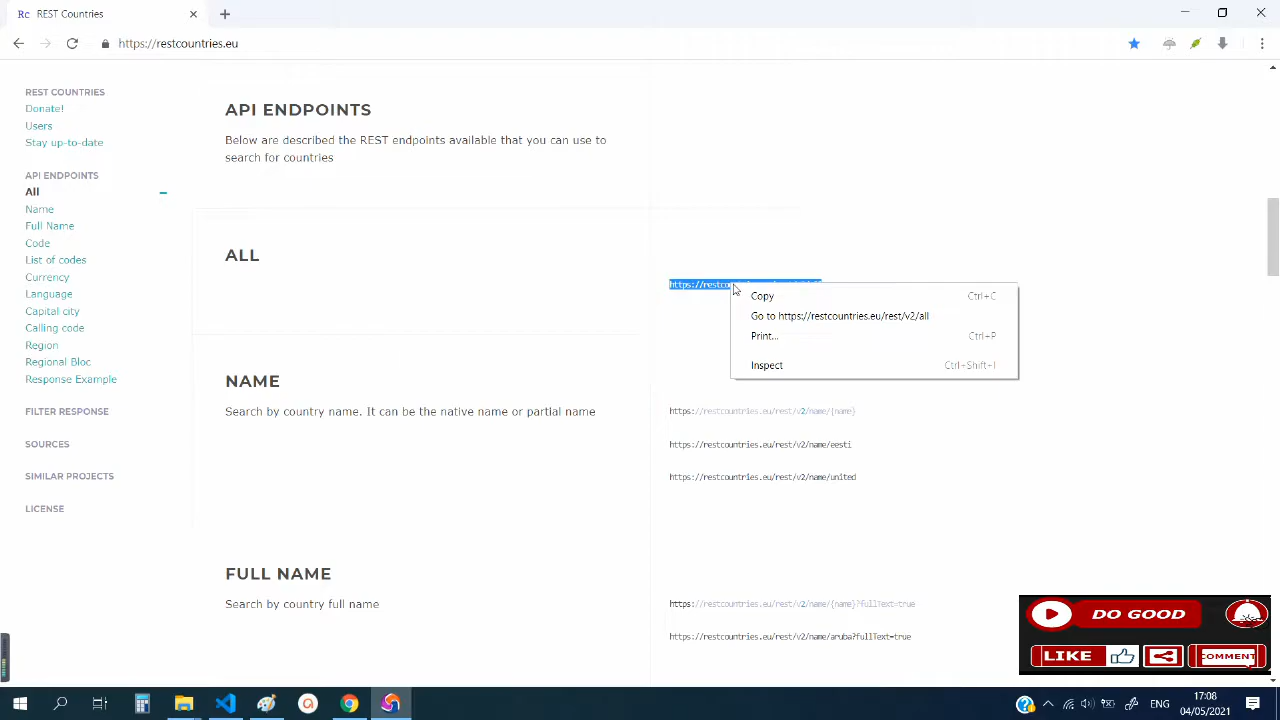 REST Countries
https://restcountries.eu
REST COUNTRIES
Donate!
Users
Stay up-to-date
API ENDPOINTS
All
Name
Full Name
Code
List of codes
Currency
Language
Capital city
Calling code
Region
Regional Bloc
Response Example
FILTER RESPONSE
SOURCES
SIMILAR PROJECTS
LICENSE
API ENDPOINTS
Below are described the REST endpoints available that you can use to
search for countries
ALL
https://restcou
Copy Ctrl+C
Go to https://restcountries.eu/rest/v2/all
Print... Ctrl+P
Inspect Ctrl+Shift+I
NAME
Search by country name. It can be the native name or partial name
https://restcountries.eu/rest/v2/name/{name}
https://restcountries.eu/rest/v2/name/eesti
https://restcountries.eu/rest/v2/name/united
FULL NAME
Search by country full name
https://restcountries.eu/rest/v2/name/{name}?fullText=true
https://restcountries.eu/rest/v2/name/aruba?fullText=true
DO GOOD
LIKE
COMMENT
ENG
17:08
04/05/2021